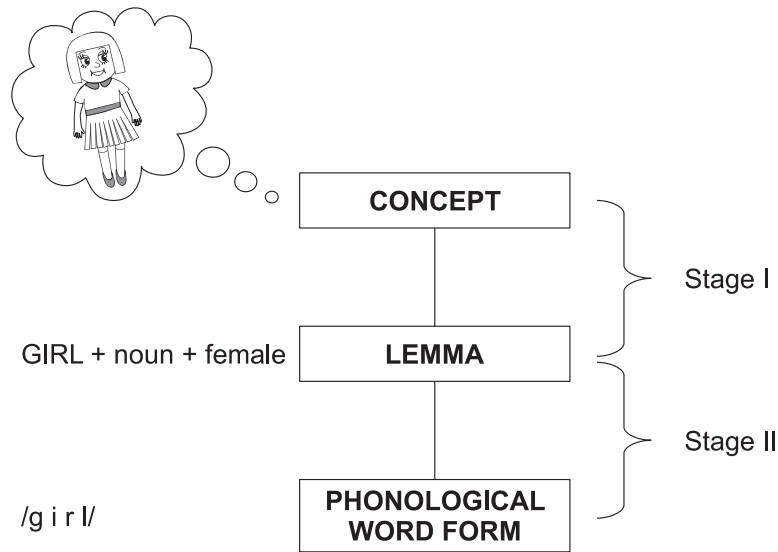 CONCEPT
Stage I
GIRL + noun + female
LEMMA
Stage II
/g i r l/
PHONOLOGICAL
WORD FORM